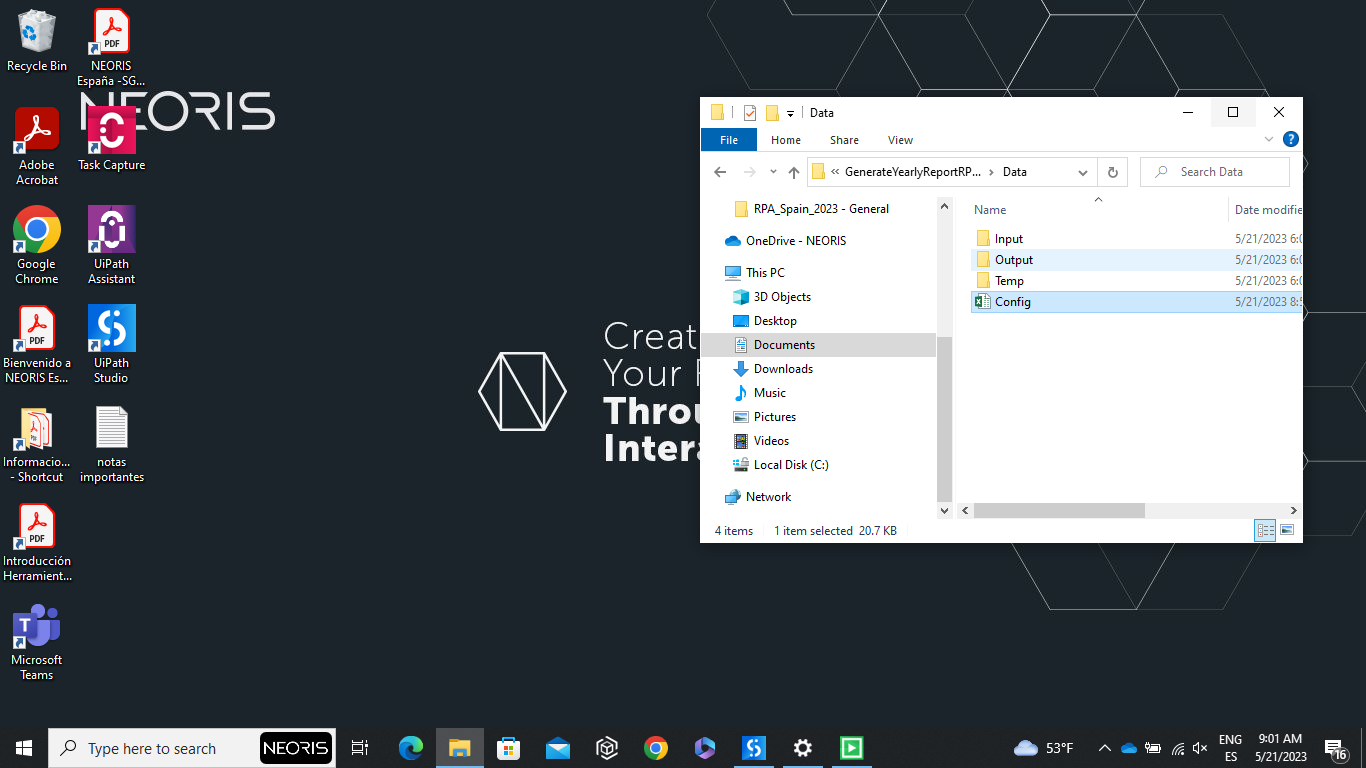 Recycle Bin
NEORIS
España -SG...
NEORIS
Adobe
Acrobat
Task Capture
Google
Chrome
UiPath
Assistant
Bienvenido a
NEORIS Es...
UiPath
Studio
Informacio...
- Shortcut
notas
importantes
Introducción
Herramient...
Microsoft
Teams
Creat
Your
Throu
Intera
Data
File Home Share View
« GenerateYearlyReportRP... › Data
Search Data
RPA_Spain_2023 - General
OneDrive - NEORIS
This PC
3D Objects
Desktop
Documents
Downloads
Music
Pictures
Videos
Local Disk (C:)
Network
Name Date modifie
Input 5/21/2023 6:0
Output 5/21/2023 6:0
Temp 5/21/2023 6:0
Config 5/21/2023 8:5
4 items 1 item selected 20.7 KB
Type here to search NEORIS
53°F
ENG
ES
9:01 AM
5/21/2023
16